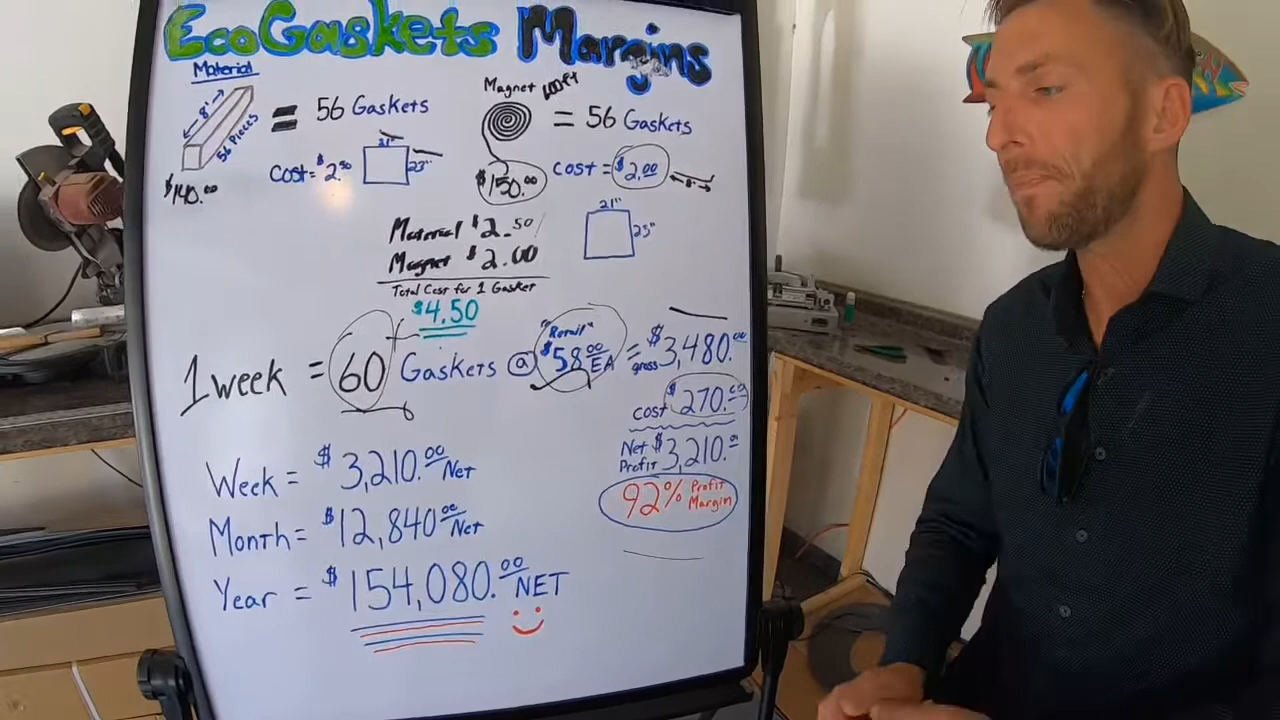 EcoGaskets Margins
Material
8'
56 Pieces
= 56 Gaskets
$140.00
Cost = $2.50
21"
23"
Magnet 600ft
= 56 Gaskets
$150.00
Cost = $2.00
21"
23"
Material $2.50
Magnet $2.00
Total Cost for 1 Gasket
$4.50
1 week = 60 Gaskets @ "Retail" $58.00 EA = gross $3,480.00
Cost $270.00
Net Profit $3,210.00
92% Profit Margin
Week = $3,210.00 Net
Month = $12,840.00 Net
Year = $154,080.00 NET